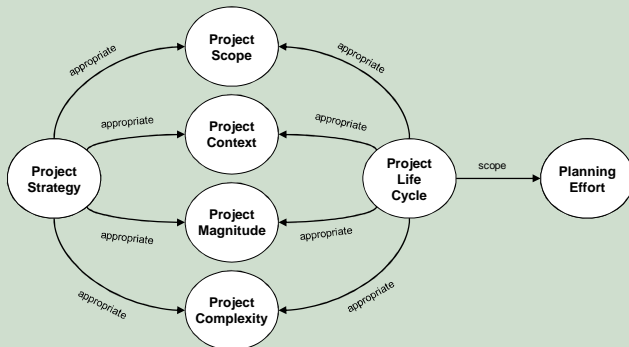 Project
Scope
appropriate
appropriate
Project
Context
appropriate
appropriate
Project
Strategy
Project
Life
Cycle
scope
Planning
Effort
Project
Magnitude
appropriate
appropriate
Project
Complexity
appropriate
appropriate